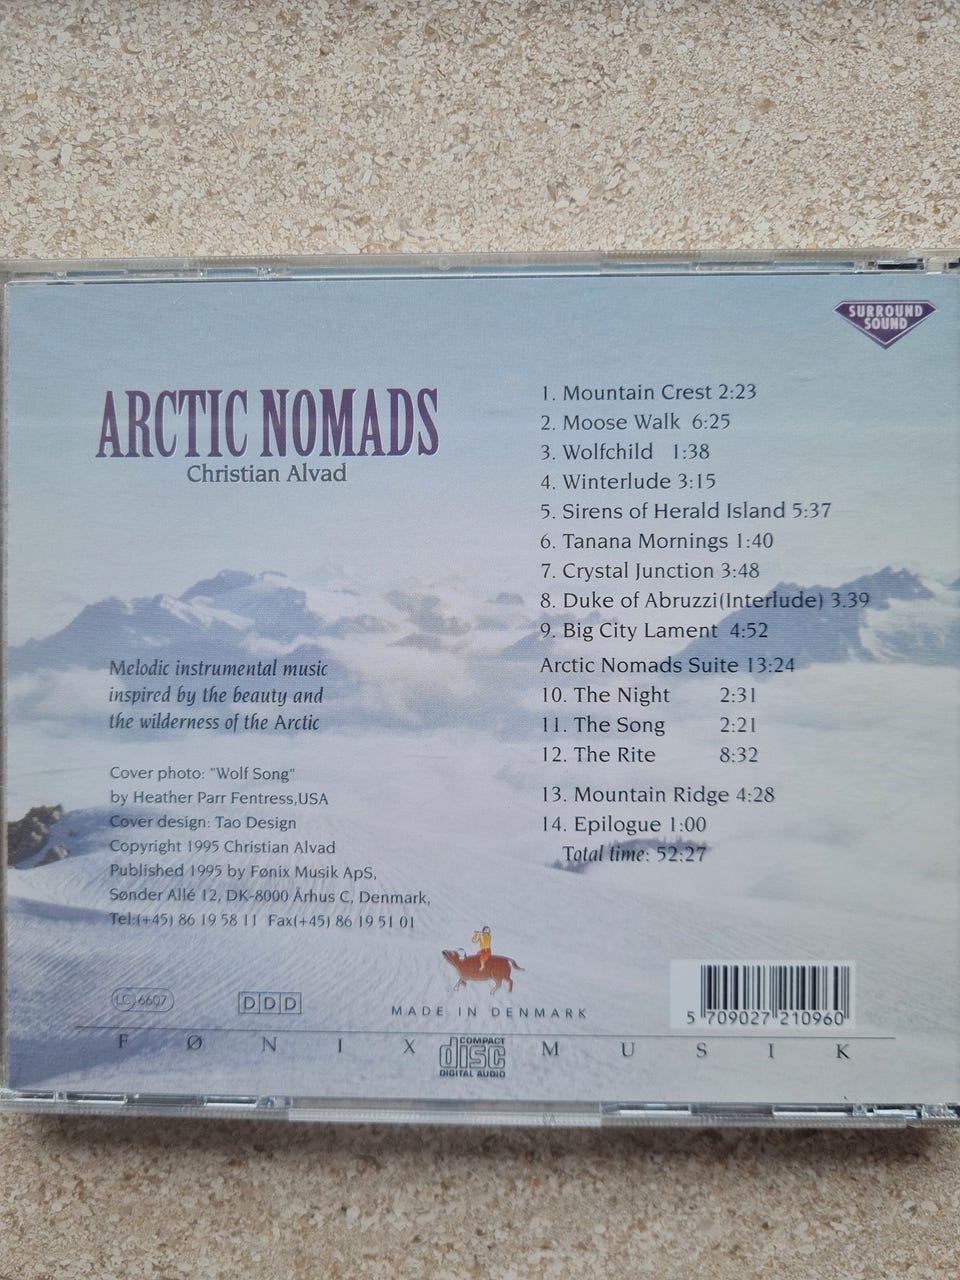 SURROUND
SOUND
ARCTIC NOMADS
Christian Alvad
1. Mountain Crest 2:23
2. Moose Walk 6:25
3. Wolfchild 1:38
4. Winterlude 3:15
5. Sirens of Herald Island 5:37
6. Tanana Mornings 1:40
7. Crystal Junction 3:48
8. Duke of Abruzzi(Interlude) 3.39
9. Big City Lament 4:52
Arctic Nomads Suite 13:24
10. The Night 2:31
11. The Song 2:21
12. The Rite 8:32
13. Mountain Ridge 4:28
14. Epilogue 1:00
Total time: 52:27
Melodic instrumental music
inspired by the beauty and
the wilderness of the Arctic
Cover photo: "Wolf Song"
by Heather Parr Fentress,USA
Cover design: Tao Design
Copyright 1995 Christian Alvad
Published 1995 by Fønix Musik ApS,
Sønder Allé 12, DK-8000 Århus C, Denmark,
Tel:(+45) 86 19 58 11 Fax(+45) 86 19 51 01
LC 6607
DDD
MADE IN DENMARK
5 709027 210960
FØNIX MUSIK
COMPACT
disc
DIGITAL AUDIO